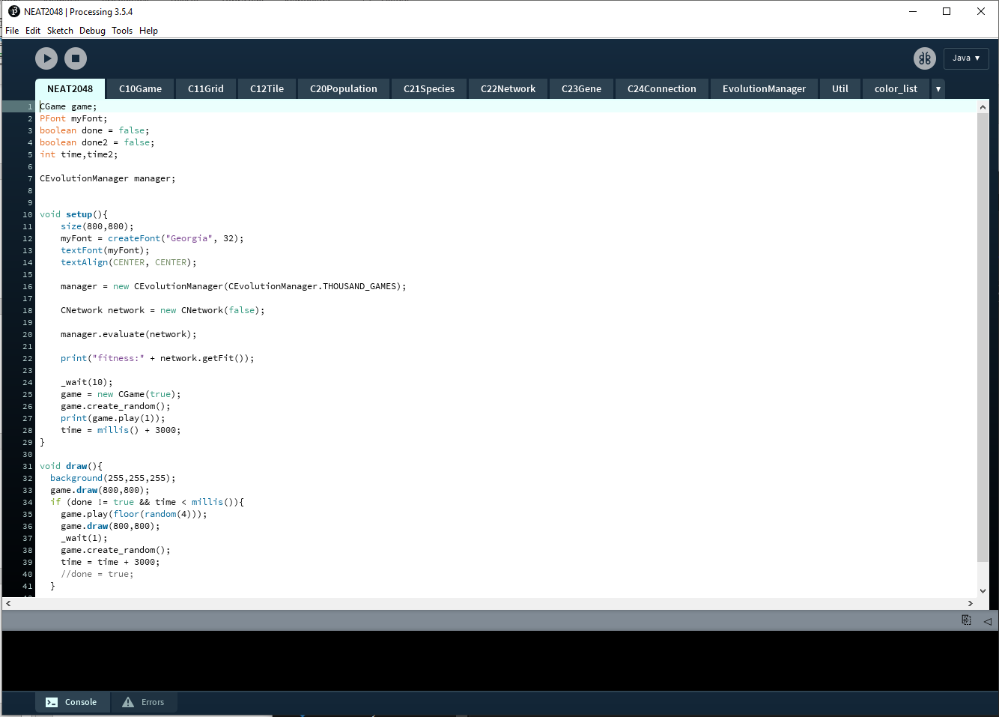 NEAT2048 | Processing 3.5.4
File Edit Sketch Debug Tools Help
Java ▼
NEAT2048 C10Game C11Grid C12Tile C20Population C21Species C22Network C23Gene C24Connection EvolutionManager Util color_list ▼
1 CGame game;
2 PFont myFont;
3 boolean done = false;
4 boolean done2 = false;
5 int time,time2;
6
7 CEvolutionManager manager;
8
9
10 void setup(){
11 size(800,800);
12 myFont = createFont("Georgia", 32);
13 textFont(myFont);
14 textAlign(CENTER, CENTER);
15
16 manager = new CEvolutionManager(CEvolutionManager.THOUSAND_GAMES);
17
18 CNetwork network = new CNetwork(false);
19
20 manager.evaluate(network);
21
22 print("fitness:" + network.getFit());
23
24 _wait(10);
25 game = new CGame(true);
26 game.create_random();
27 print(game.play(1));
28 time = millis() + 3000;
29 }
30
31 void draw(){
32 background(255,255,255);
33 game.draw(800,800);
34 if (done != true && time < millis()){
35 game.play(floor(random(4)));
36 game.draw(800,800);
37 _wait(1);
38 game.create_random();
39 time = time + 3000;
40 //done = true;
41 }
Console Errors